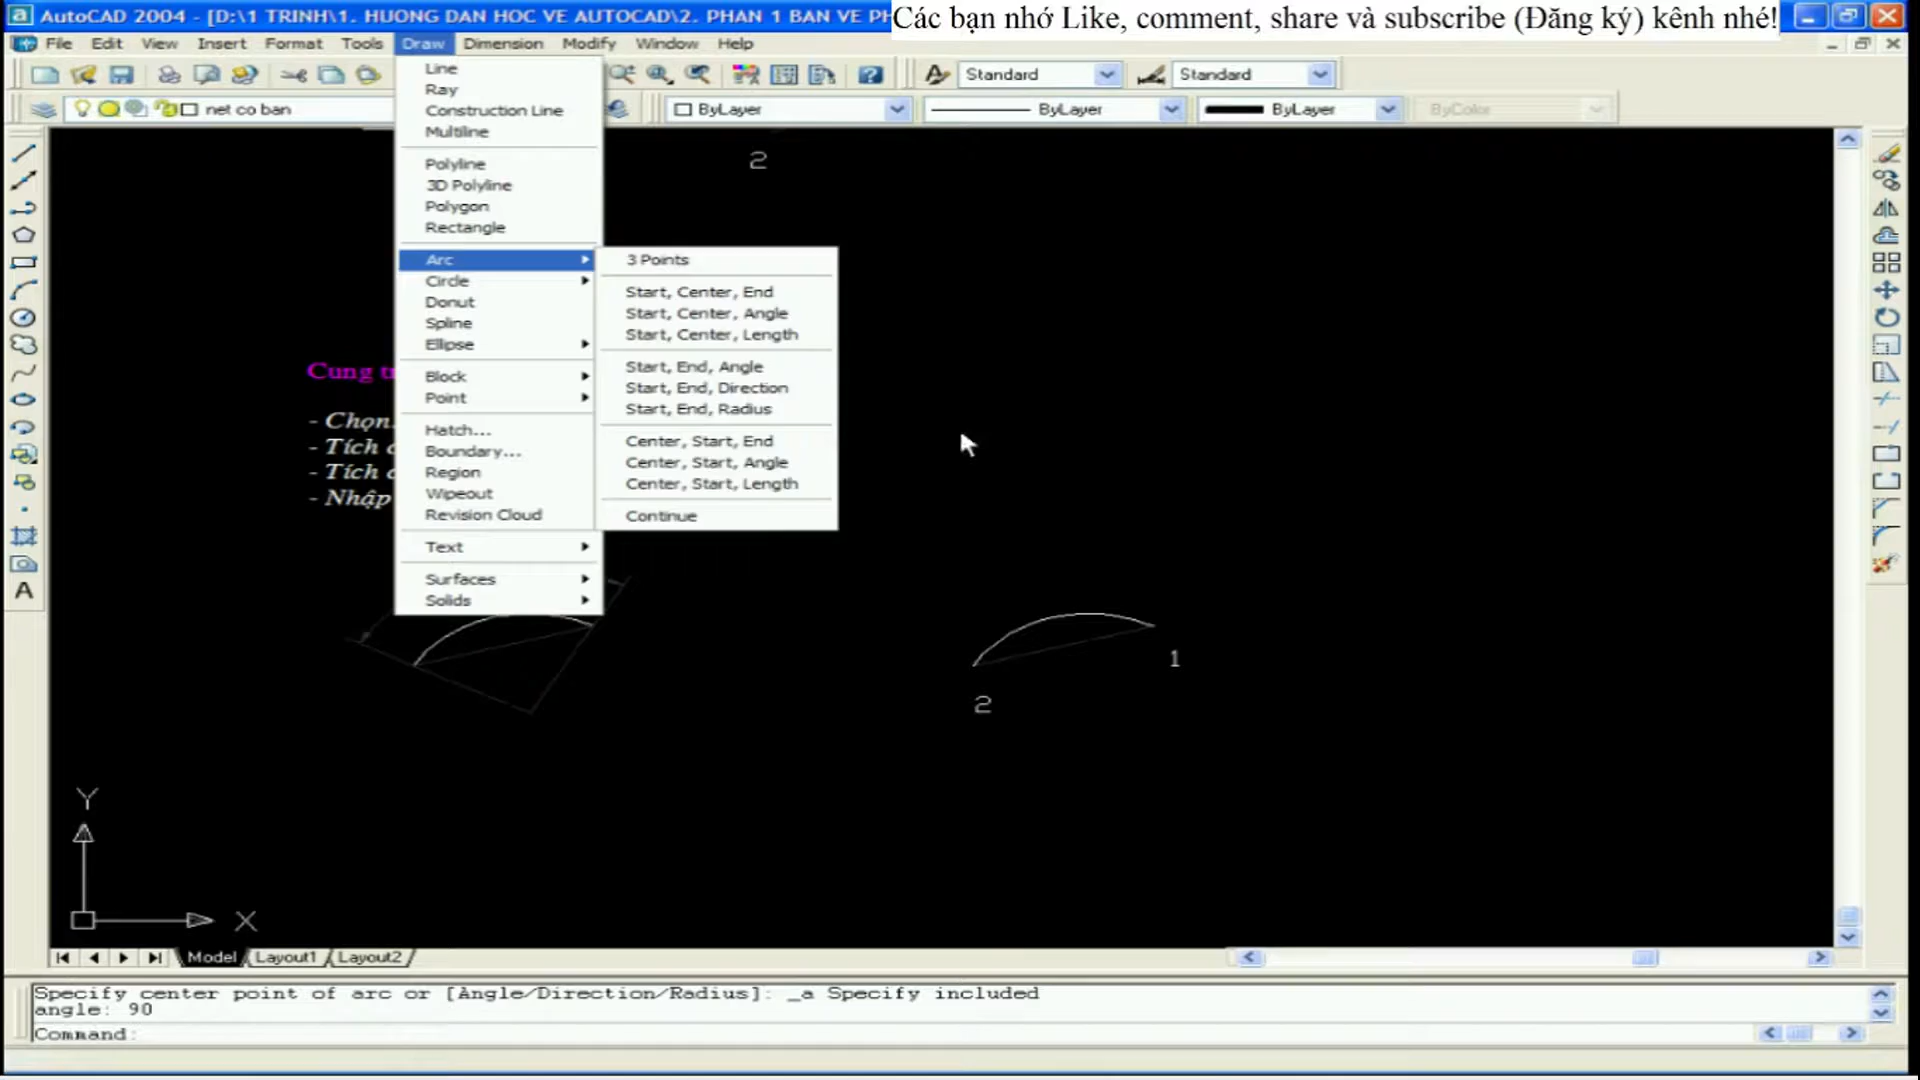 AutoCAD 2004 - [D:\1 TRINH\1. HUONG DAN HOC VE AUTOCAD\2. PHAN 1 BAN VE PH
Các bạn nhớ Like, comment, share và subscribe (Đăng ký) kênh nhé!
File Edit View Insert Format Tools Draw Dimension Modify Window Help
Standard Standard
net co ban ByLayer ByLayer ByLayer ByColor
Line
Ray
Construction Line
Multiline
Polyline
3D Polyline
Polygon
Rectangle
Arc
Circle
Donut
Spline
Ellipse
Block
Point
Hatch...
Boundary...
Region
Wipeout
Revision Cloud
Text
Surfaces
Solids
3 Points
Start, Center, End
Start, Center, Angle
Start, Center, Length
Start, End, Angle
Start, End, Direction
Start, End, Radius
Center, Start, End
Center, Start, Angle
Center, Start, Length
Continue
2
Cung
- Chọn
- Tích
- Tích
- Nhập
1
2
Y
X
A
Model Layout1 Layout2
Specify center point of arc or [Angle/Direction/Radius]: _a Specify included
angle: 90
Command: